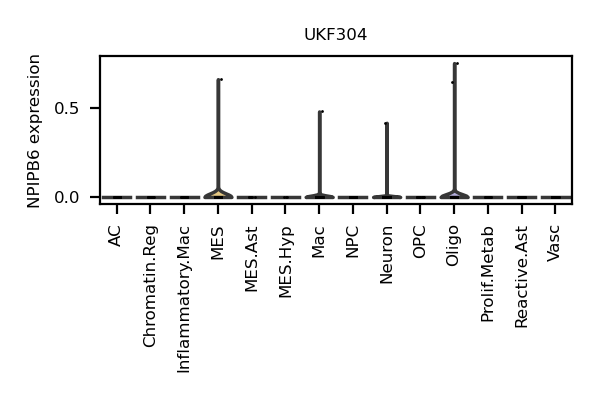 UKF304
NPIPB6 expression
0.5
0.0
AC
Chromatin.Reg
Inflammatory.Mac
MES
MES.Ast
MES.Hyp
Mac
NPC
Neuron
OPC
Oligo
Prolif.Metab
Reactive.Ast
Vasc